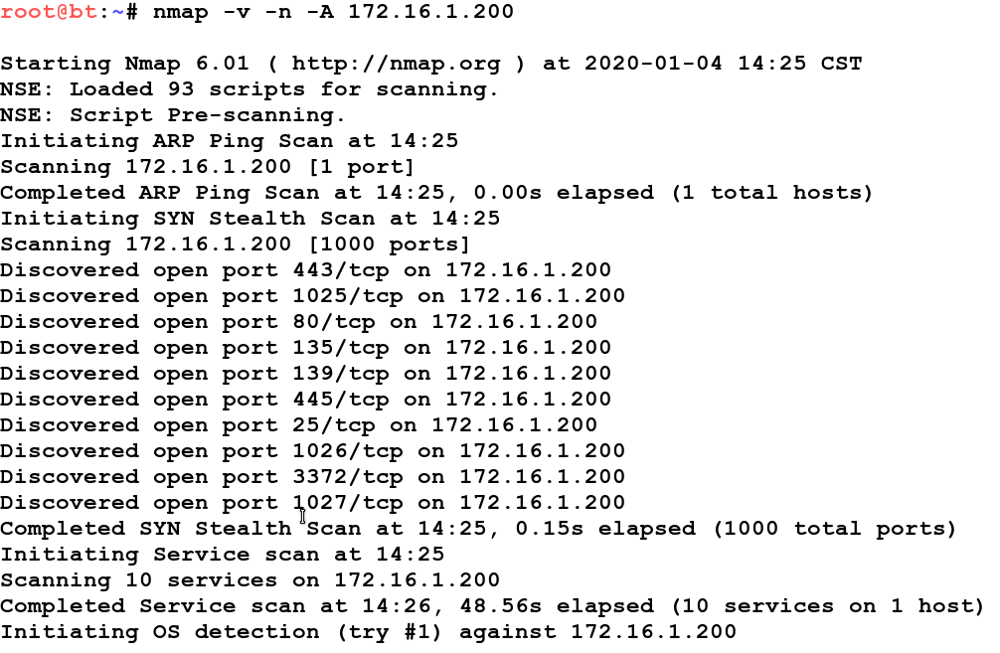 root@bt:~# nmap -v -n -A 172.16.1.200
Starting Nmap 6.01 ( http://nmap.org ) at 2020-01-04 14:25 CST
NSE: Loaded 93 scripts for scanning.
NSE: Script Pre-scanning.
Initiating ARP Ping Scan at 14:25
Scanning 172.16.1.200 [1 port]
Completed ARP Ping Scan at 14:25, 0.00s elapsed (1 total hosts)
Initiating SYN Stealth Scan at 14:25
Scanning 172.16.1.200 [1000 ports]
Discovered open port 443/tcp on 172.16.1.200
Discovered open port 1025/tcp on 172.16.1.200
Discovered open port 80/tcp on 172.16.1.200
Discovered open port 135/tcp on 172.16.1.200
Discovered open port 139/tcp on 172.16.1.200
Discovered open port 445/tcp on 172.16.1.200
Discovered open port 25/tcp on 172.16.1.200
Discovered open port 1026/tcp on 172.16.1.200
Discovered open port 3372/tcp on 172.16.1.200
Discovered open port 1027/tcp on 172.16.1.200
Completed SYN Stealth Scan at 14:25, 0.15s elapsed (1000 total ports)
Initiating Service scan at 14:25
Scanning 10 services on 172.16.1.200
Completed Service scan at 14:26, 48.56s elapsed (10 services on 1 host)
Initiating OS detection (try #1) against 172.16.1.200